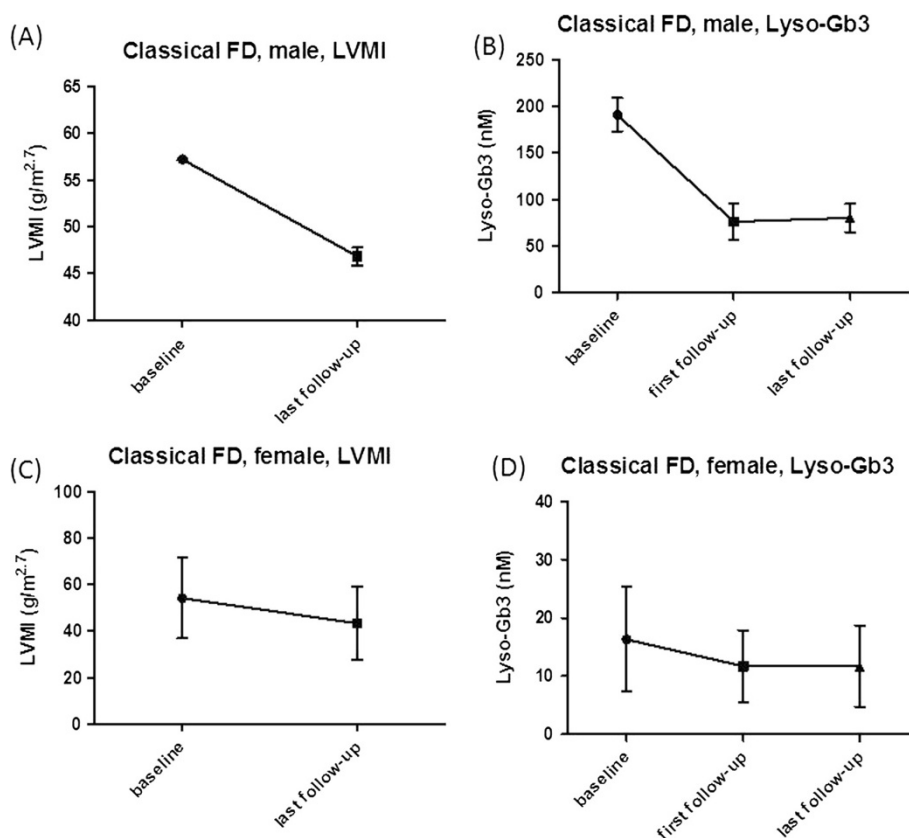 (A)
Classical FD, male, LVMI
65
60
55
50
45
40
LVMI (g/m2.7)
baseline
last follow-up
(B)
Classical FD, male, Lyso-Gb3
250
200
150
100
50
0
Lyso-Gb3 (nM)
baseline
first follow-up
last follow-up
(C)
Classical FD, female, LVMI
100
80
60
40
20
0
LVMI (g/m2.7)
baseline
last follow-up
(D)
Classical FD, female, Lyso-Gb3
40
30
20
10
0
Lyso-Gb3 (nM)
baseline
first follow-up
last follow-up